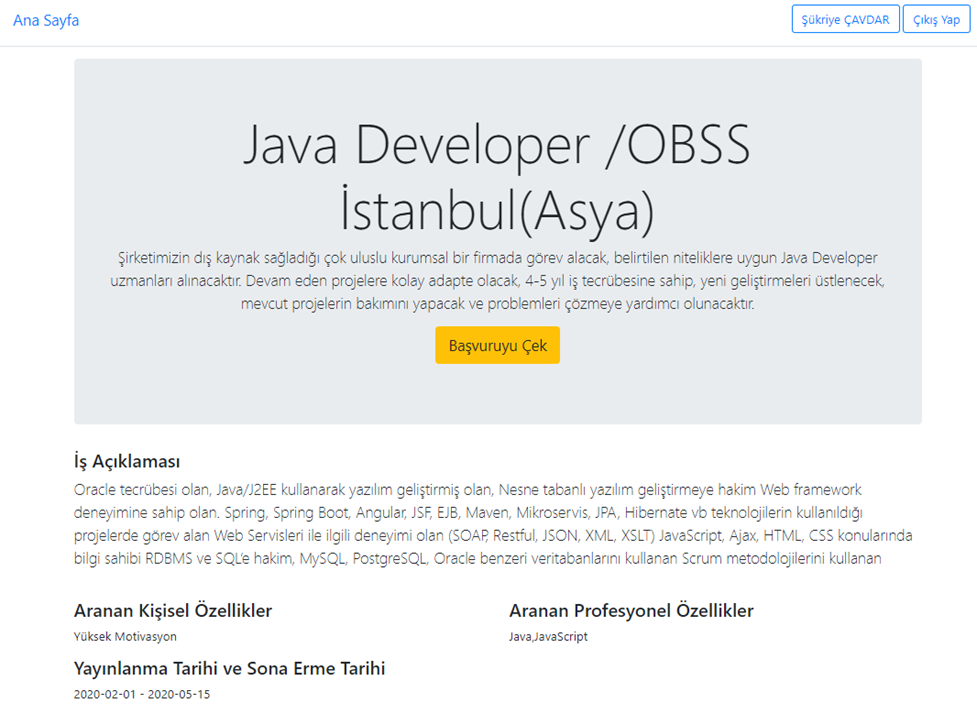 Ana Sayfa
Şükriye ÇAVDAR
Çıkış Yap
Java Developer /OBSS
İstanbul(Asya)
Şirketimizin dış kaynak sağladığı çok uluslu kurumsal bir firmada görev alacak, belirtilen niteliklere uygun Java Developer
uzmanları alınacaktır. Devam eden projelere kolay adapte olacak, 4-5 yıl iş tecrübesine sahip, yeni geliştirmeleri üstlenecek,
mevcut projelerin bakımını yapacak ve problemleri çözmeye yardımcı olunacaktır.
Başvuruyu Çek
İş Açıklaması
Oracle tecrübesi olan, Java/J2EE kullanarak yazılım geliştirmiş olan, Nesne tabanlı yazılım geliştirmeye hakim Web framework
deneyimine sahip olan. Spring, Spring Boot, Angular, JSF, EJB, Maven, Mikroservis, JPA, Hibernate vb teknolojilerin kullanıldığı
projelerde görev alan Web Servisleri ile ilgili deneyimi olan (SOAP, Restful, JSON, XML, XSLT) JavaScript, Ajax, HTML, CSS konularında
bilgi sahibi RDBMS ve SQL'e hakim, MySQL, PostgreSQL, Oracle benzeri veritabanlarını kullanan Scrum metodolojilerini kullanan
Aranan Kişisel Özellikler
Yüksek Motivasyon
Aranan Profesyonel Özellikler
Java,JavaScript
Yayınlanma Tarihi ve Sona Erme Tarihi
2020-02-01 - 2020-05-15